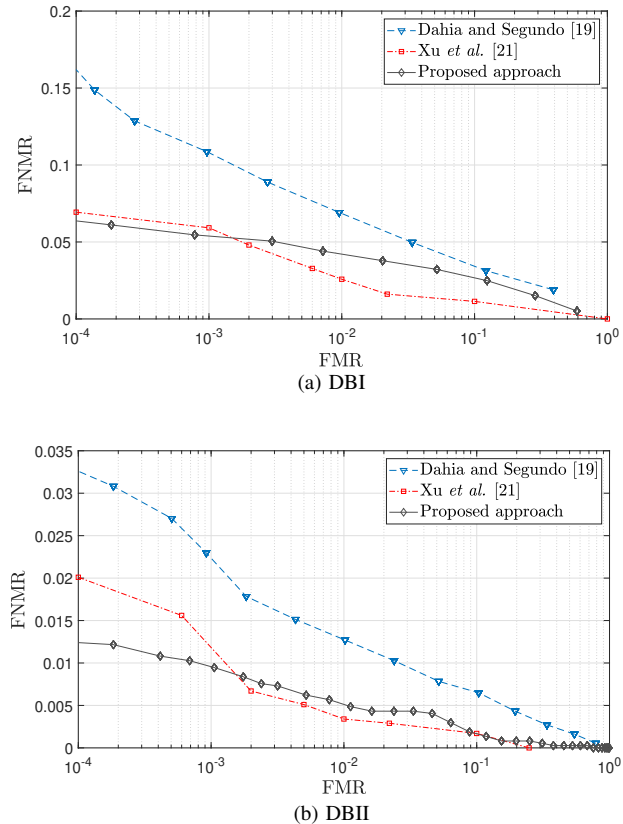 0.2
0.15
0.1
0.05
0
FNMR
Dahia and Segundo [19]
Xu et al. [21]
Proposed approach
10^-4
10^-3
10^-2
10^-1
10^0
FMR
(a) DBI
0.035
0.03
0.025
0.02
0.015
0.01
0.005
0
FNMR
Dahia and Segundo [19]
Xu et al. [21]
Proposed approach
10^-4
10^-3
10^-2
10^-1
10^0
FMR
(b) DBII